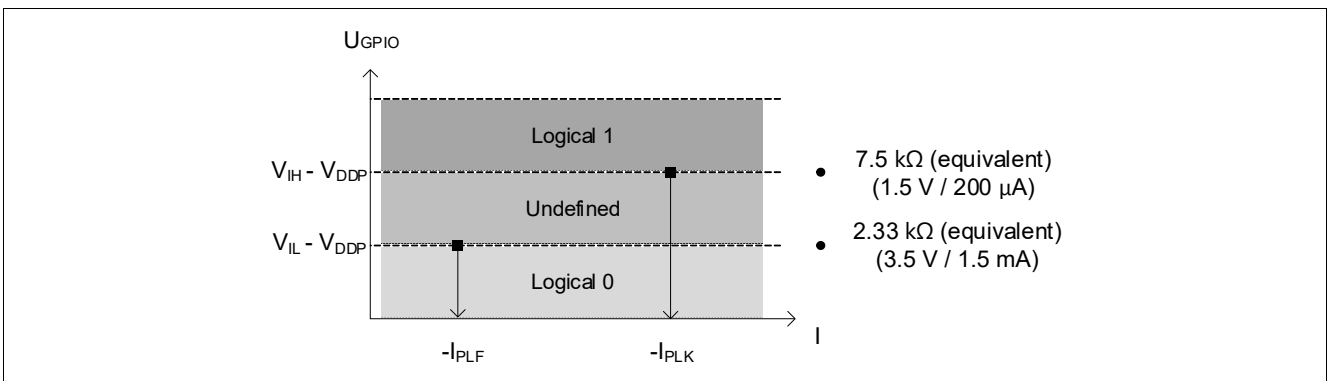 UGPIO
Logical 1
VIH - VDDP
7.5 kΩ (equivalent)
(1.5 V / 200 µA)
Undefined
VIL - VDDP
2.33 kΩ (equivalent)
(3.5 V / 1.5 mA)
Logical 0
I
-IPLF
-IPLK